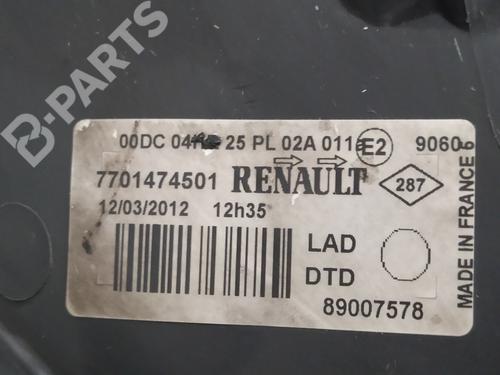 B-PARTS
00DC 04 25 PL 02A 011 E2 9060
7701474501 RENAULT 287
12/03/2012 12h35
LAD
DTD
89007578
MADE IN FRANCE 6